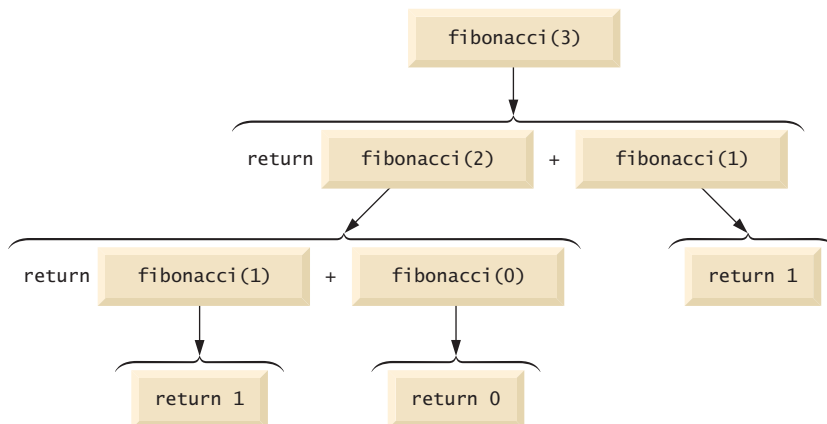 fibonacci(3)
return fibonacci(2) + fibonacci(1)
return fibonacci(1) + fibonacci(0) return 1
return 1 return 0